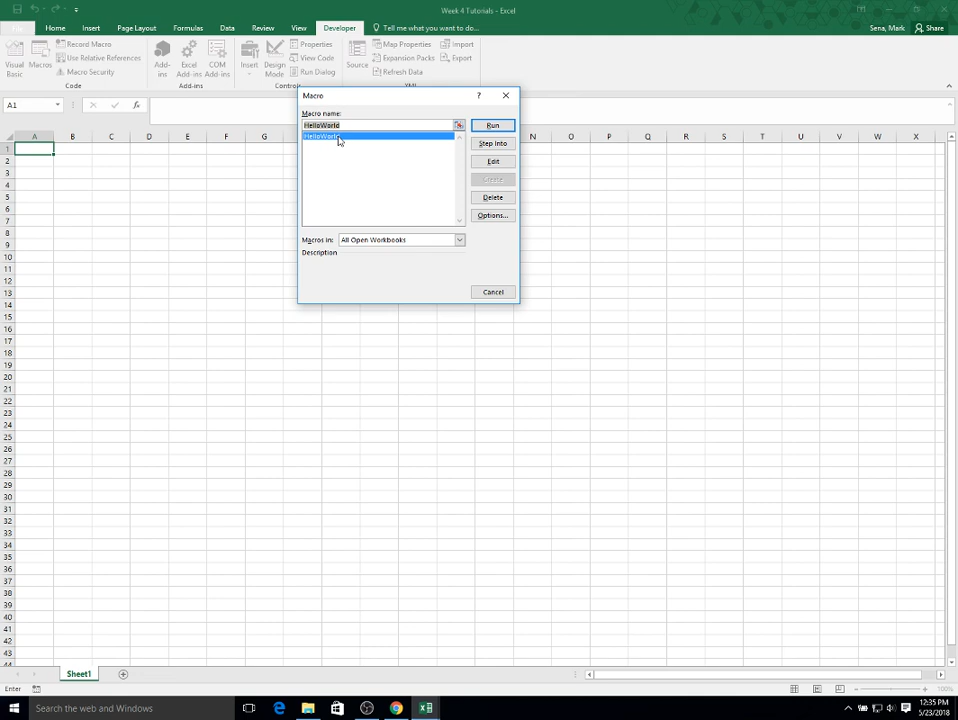 Week 4 Tutorials - Excel
File Home Insert Page Layout Formulas Data Review View Developer Tell me what you want to do... Sena, Mark Share
Visual Basic
Macros
Record Macro
Use Relative References
Macro Security
Code
Add-ins
Excel Add-ins
COM Add-ins
Add-ins
Insert
Design Mode
Properties
View Code
Run Dialog
Controls
Source
Map Properties
Expansion Packs
Refresh Data
Import
Export
XML
A1 fx
A B C D E F G N O P Q R S T U V W X
1
2
3
4
5
6
7
8
9
10
11
12
13
14
15
16
17
18
19
20
21
22
23
24
25
26
27
28
29
30
31
32
33
34
35
36
37
38
39
40
41
42
43
44
Macro ?
Macro name:
HelloWorld
HelloWorld
Run
Step Into
Edit
Create
Delete
Options...
Macros in: All Open Workbooks
Description
Cancel
Sheet1
Enter 100%
Search the web and Windows
12:35 PM
5/23/2018